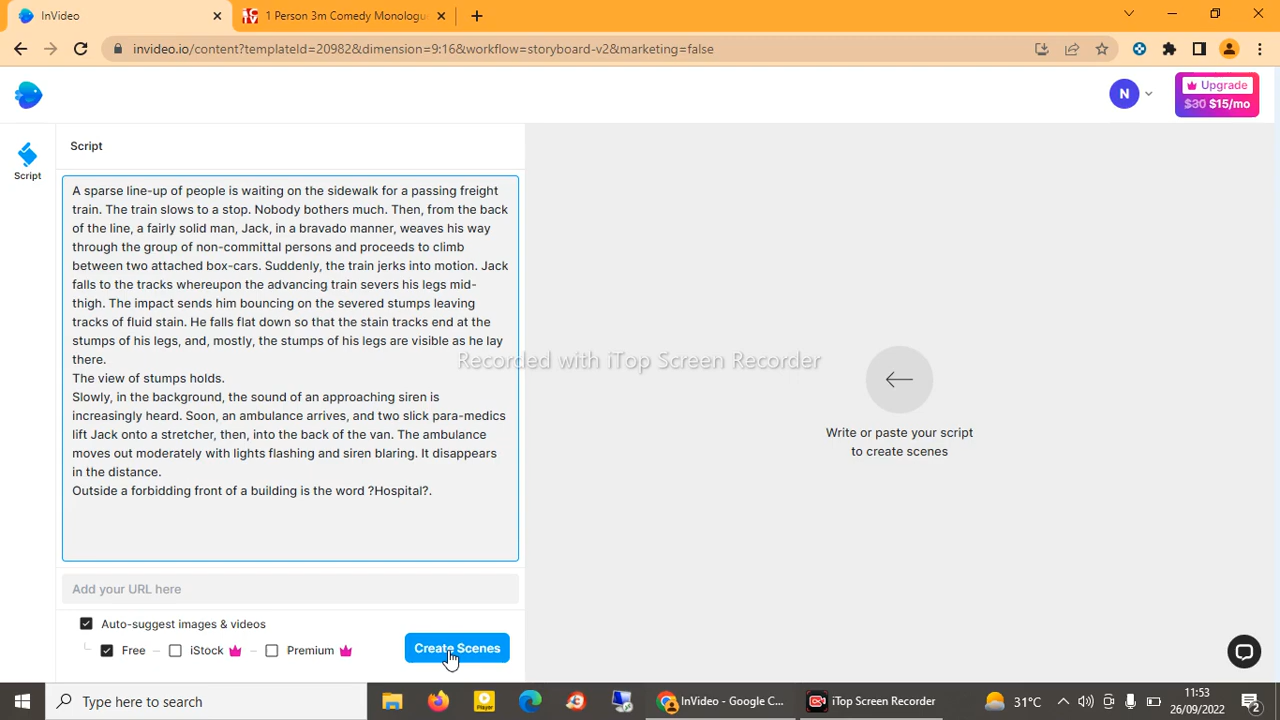 InVideo
1 Person 3m Comedy Monologue
invideo.io/content?templateId=20982&dimension=9:16&workflow=storyboard-v2&marketing=false
N
Upgrade
$30 $15/mo
Script
Script
A sparse line-up of people is waiting on the sidewalk for a passing freight
train. The train slows to a stop. Nobody bothers much. Then, from the back
of the line, a fairly solid man, Jack, in a bravado manner, weaves his way
through the group of non-committal persons and proceeds to climb
between two attached box-cars. Suddenly, the train jerks into motion. Jack
falls to the tracks whereupon the advancing train severs his legs mid-
thigh. The impact sends him bouncing on the severed stumps leaving
tracks of fluid stain. He falls flat down so that the stain tracks end at the
stumps of his legs, and, mostly, the stumps of his legs are visible as he lay
there.
The view of stumps holds.
Slowly, in the background, the sound of an approaching siren is
increasingly heard. Soon, an ambulance arrives, and two slick para-medics
lift Jack onto a stretcher, then, into the back of the van. The ambulance
moves out moderately with lights flashing and siren blaring. It disappears
in the distance.
Outside a forbidding front of a building is the word ?Hospital?.
Recorded with iTop Screen Recorder
Write or paste your script
to create scenes
Add your URL here
Auto-suggest images & videos
Free
iStock
Premium
Create Scenes
Type here to search
Player
InVideo - Google C...
iTop Screen Recorder
31°C
11:53
26/09/2022
2